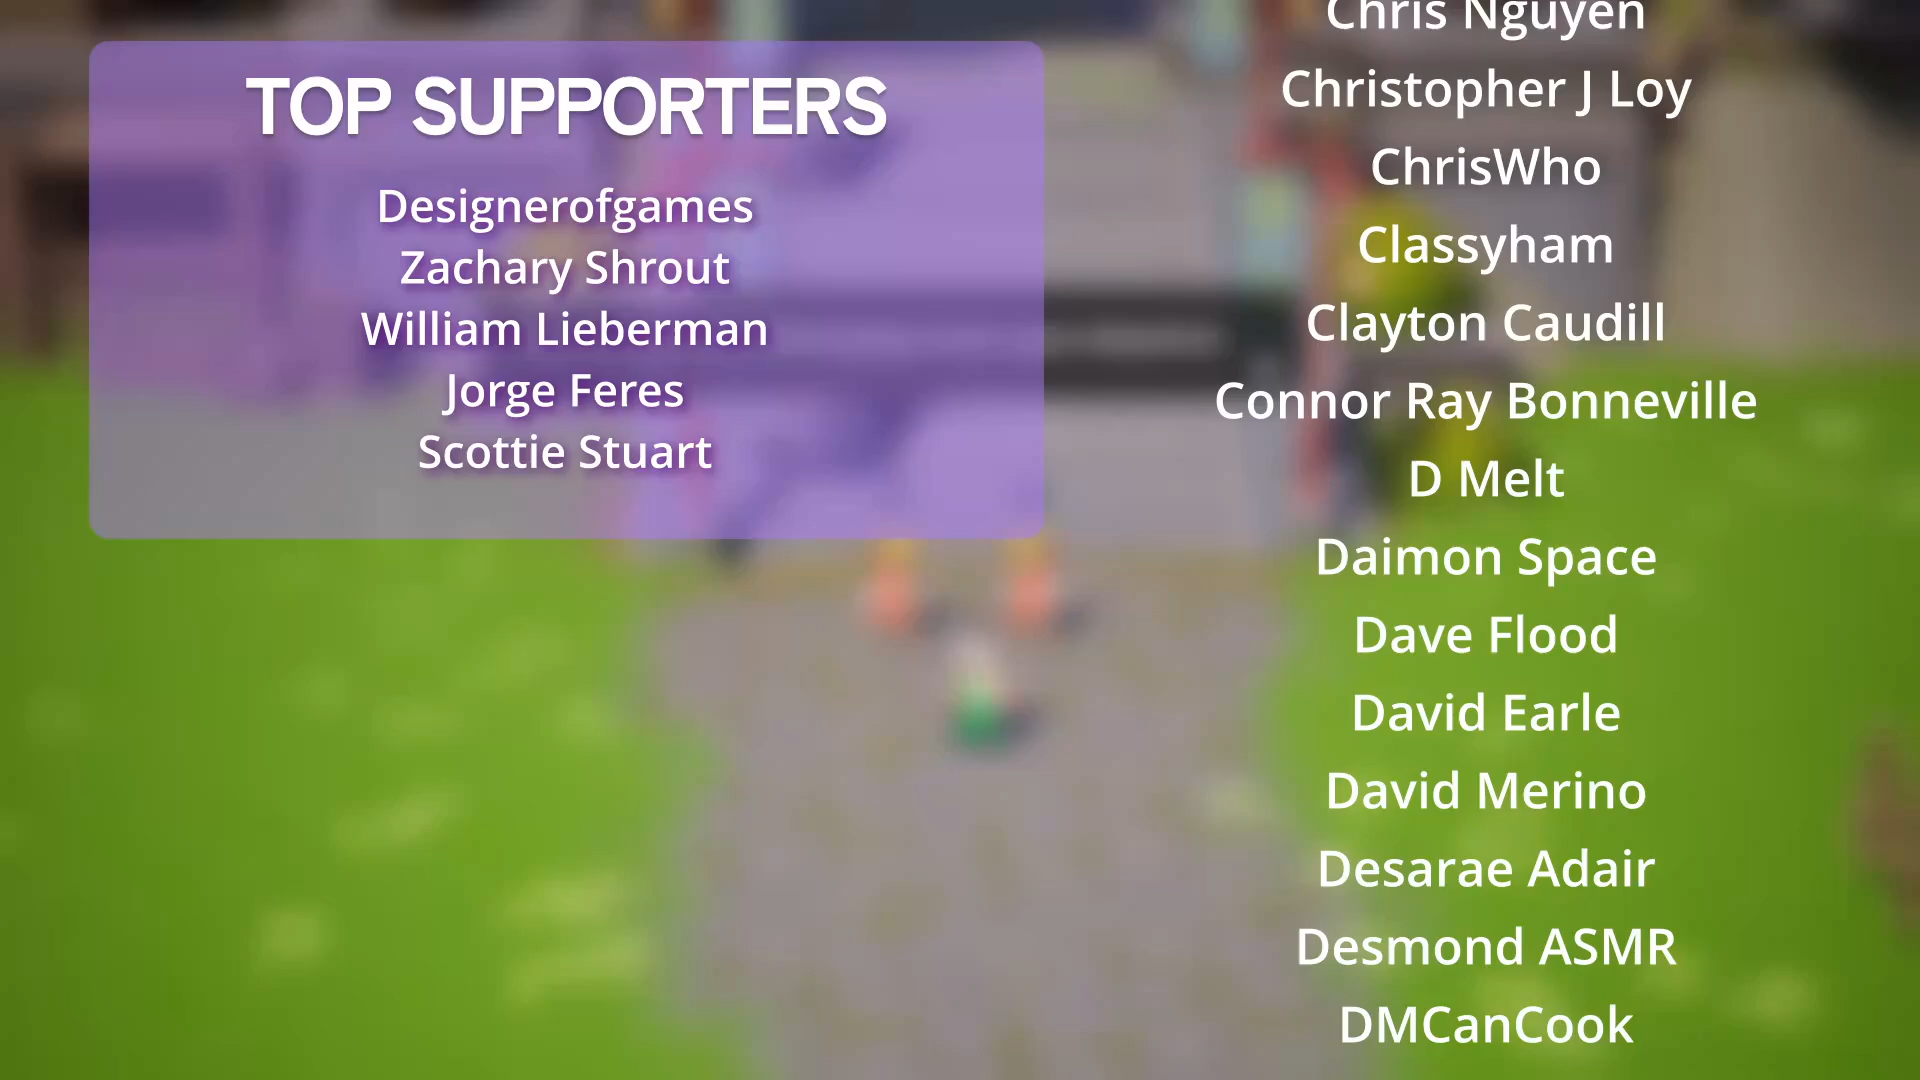 TOP SUPPORTERS
Designerofgames
Zachary Shrout
William Lieberman
Jorge Feres
Scottie Stuart
Chris Nguyen
Christopher J Loy
ChrisWho
Classyham
Clayton Caudill
Connor Ray Bonneville
D Melt
Daimon Space
Dave Flood
David Earle
David Merino
Desarae Adair
Desmond ASMR
DMCanCook